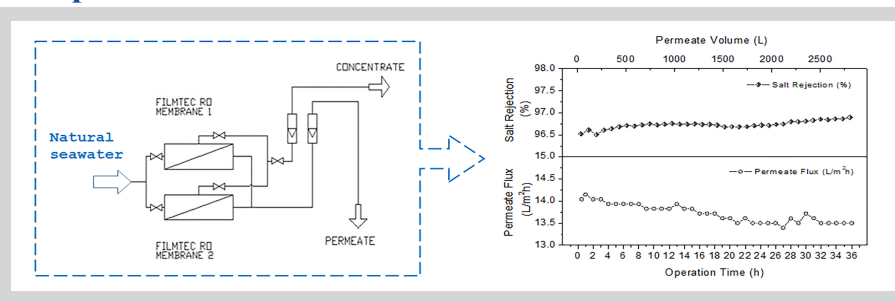 CONCENTRATE
FILMTEC RO
MEMBRANE 1
Natural
seawater
PERMEATE
FILMTEC RO
MEMBRANE 2
Permeate Volume (L)
0 500 1000 1500 2000 2500
98.0
97.5
97.0
96.5
15.0
14.5
14.0
13.5
13.0
Salt Rejection
(%)
Salt Rejection (%)
Permeate Flux
(L/m²h)
Permeate Flux (L/m²h)
0 2 4 6 8 10 12 14 16 18 20 22 24 26 28 30 32 34 36
Operation Time (h)